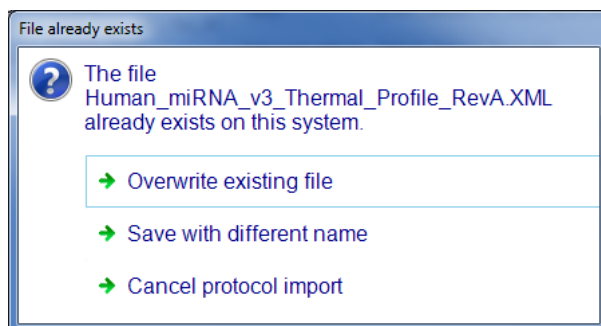 File already exists
The file
Human_miRNA_v3_Thermal_Profile_RevA.XML
already exists on this system.
Overwrite existing file
Save with different name
Cancel protocol import